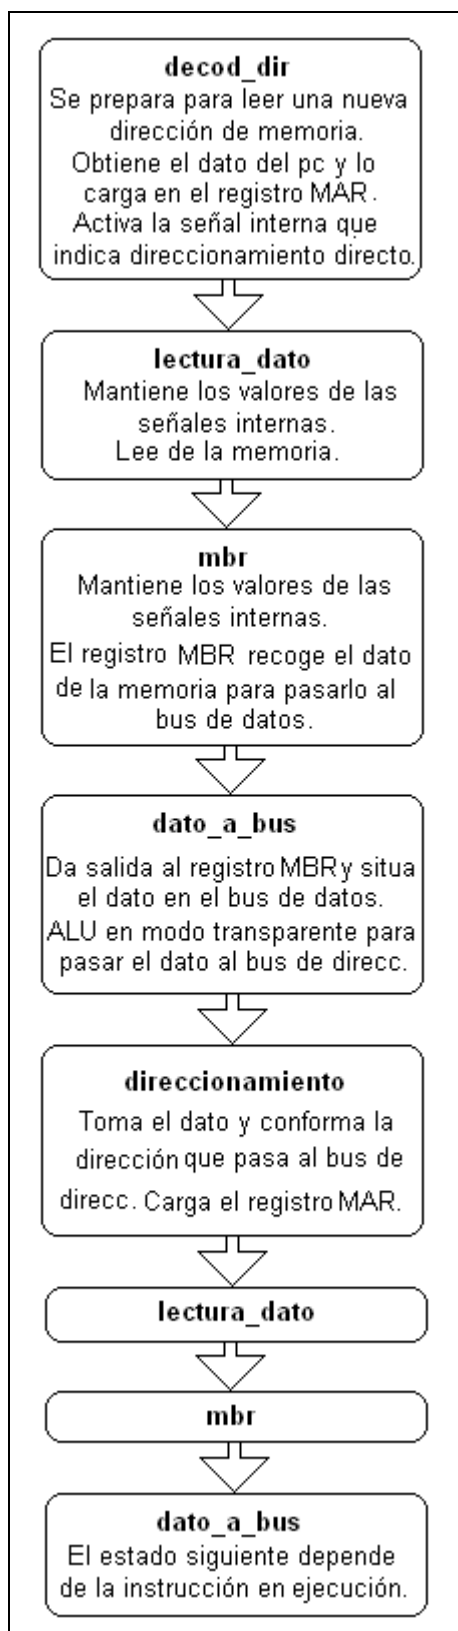 decod_dir
Se prepara para leer una nueva
dirección de memoria.
Obtiene el dato del pc y lo
carga en el registro MAR.
Activa la señal interna que
indica direccionamiento directo.
lectura_dato
Mantiene los valores de las
señales internas.
Lee de la memoria.
mbr
Mantiene los valores de las
señales internas.
El registro MBR recoge el dato
de la memoria para pasarlo al
bus de datos.
dato_a_bus
Da salida al registro MBR y situa
el dato en el bus de datos.
ALU en modo transparente para
pasar el dato al bus de direcc.
direccionamiento
Toma el dato y conforma la
dirección que pasa al bus de
direcc. Carga el registro MAR.
lectura_dato
mbr
dato_a_bus
El estado siguiente depende
de la instrucción en ejecución.